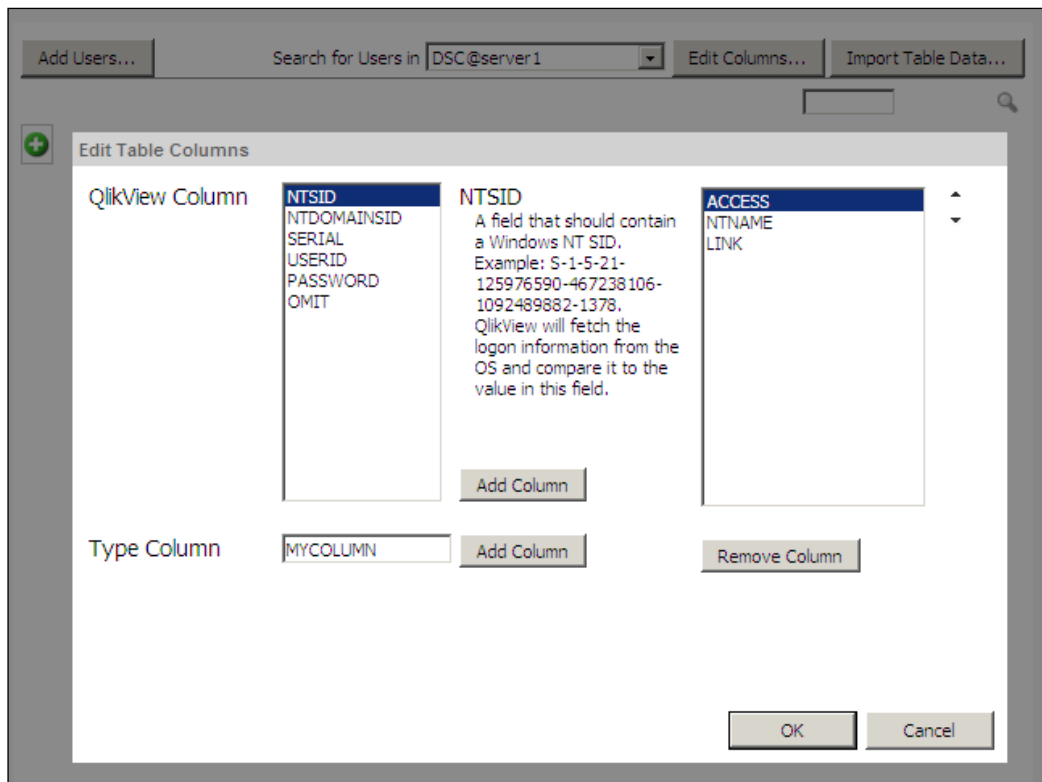 Add Users...
Search for Users in
DSC@server1
Edit Columns...
Import Table Data...
Edit Table Columns
QlikView Column
NTSID
NTDOMAINSID
SERIAL
USERID
PASSWORD
OMIT
NTSID
A field that should contain
a Windows NT SID.
Example: S-1-5-21-
125976590-467238106-
1092489882-1378.
QlikView will fetch the
logon information from the
OS and compare it to the
value in this field.
Add Column
ACCESS
NTNAME
LINK
Type Column
MYCOLUMN
Add Column
Remove Column
OK
Cancel